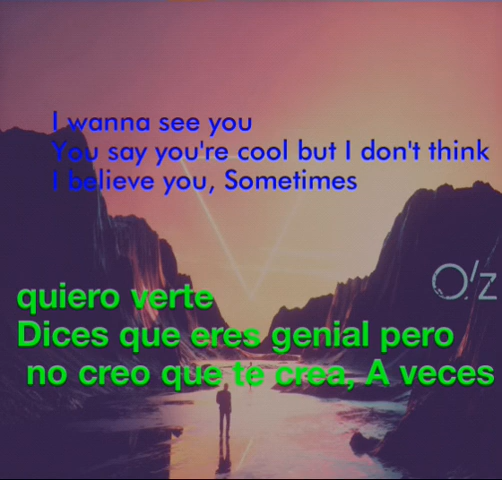 I wanna see you
You say you're cool but I don't think
I believe you, Sometimes
O/z
quiero verte
Dices que eres genial pero
no creo que te crea, A veces